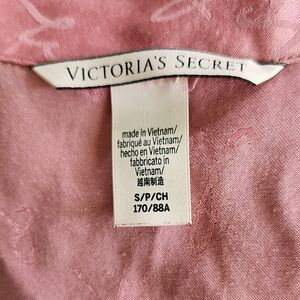 VICTORIA'S SECRET
made in Vietnam/
fabriqué au Vietnam/
hecho en Vietnam/
fabbricato in
Vietnam/
越南制造
S/P/CH
170/88A